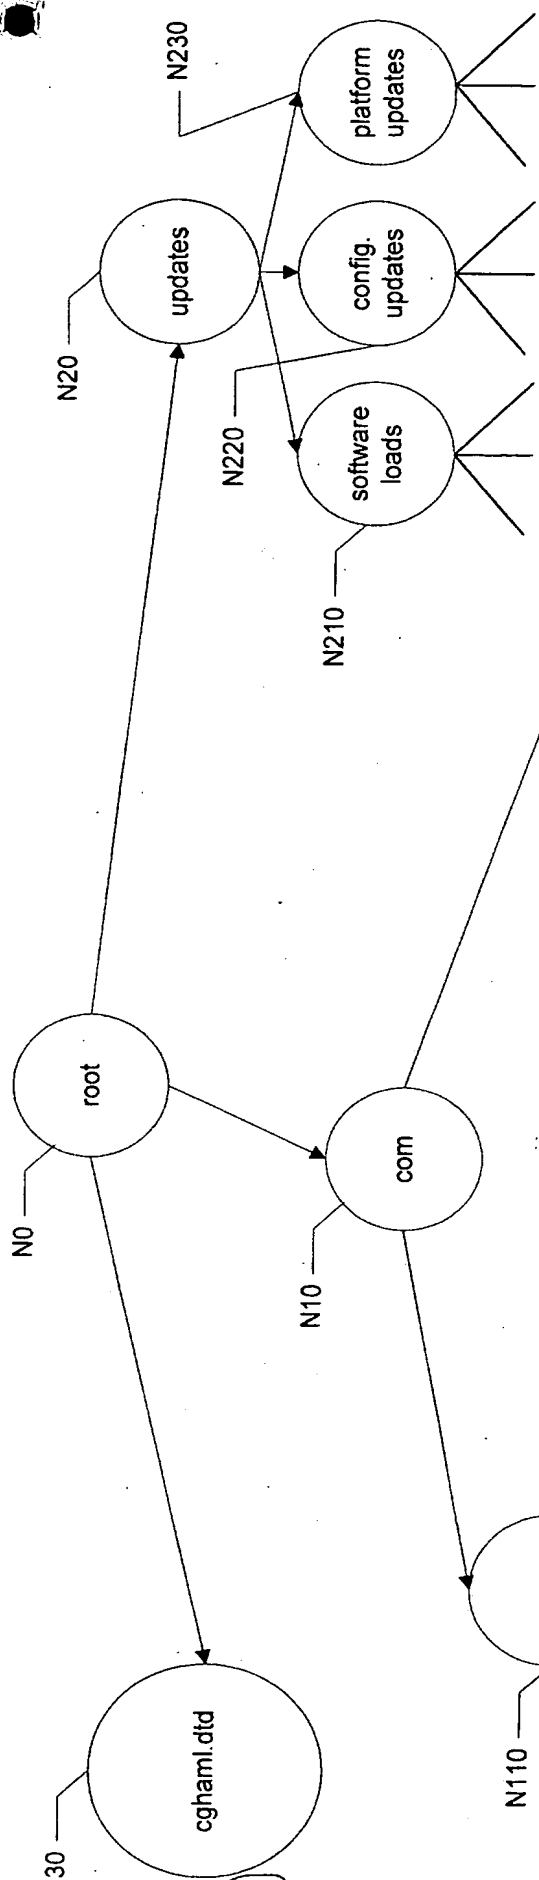 N0
30
N20
root
N230
updates
cghaml.dtd
N220
N10
N210
software
loads
config.
updates
platform
updates
com
N110